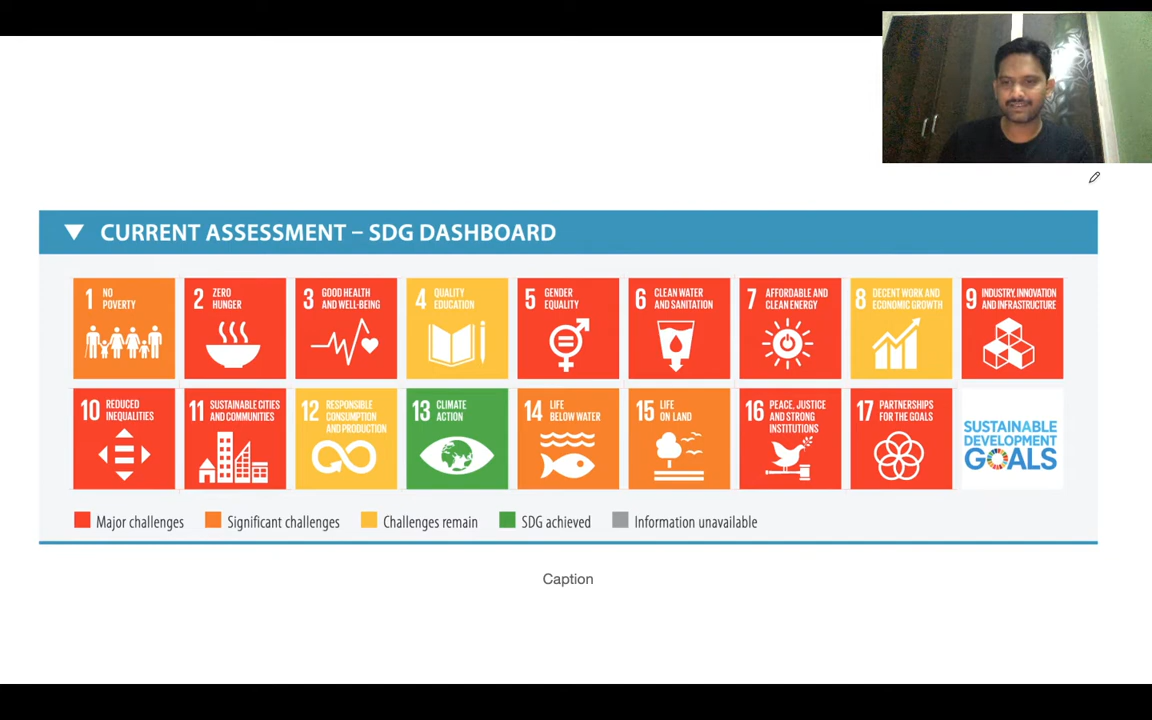 ▼ CURRENT ASSESSMENT – SDG DASHBOARD
1 NO
POVERTY
2 ZERO
HUNGER
3 GOOD HEALTH
AND WELL-BEING
4 QUALITY
EDUCATION
5 GENDER
EQUALITY
6 CLEAN WATER
AND SANITATION
7 AFFORDABLE AND
CLEAN ENERGY
8 DECENT WORK AND
ECONOMIC GROWTH
9 INDUSTRY, INNOVATION
AND INFRASTRUCTURE
10 REDUCED
INEQUALITIES
11 SUSTAINABLE CITIES
AND COMMUNITIES
12 RESPONSIBLE
CONSUMPTION
AND PRODUCTION
13 CLIMATE
ACTION
14 LIFE
BELOW WATER
15 LIFE
ON LAND
16 PEACE, JUSTICE
AND STRONG
INSTITUTIONS
17 PARTNERSHIPS
FOR THE GOALS
SUSTAINABLE
DEVELOPMENT
GOALS
Major challenges
Significant challenges
Challenges remain
SDG achieved
Information unavailable
Caption